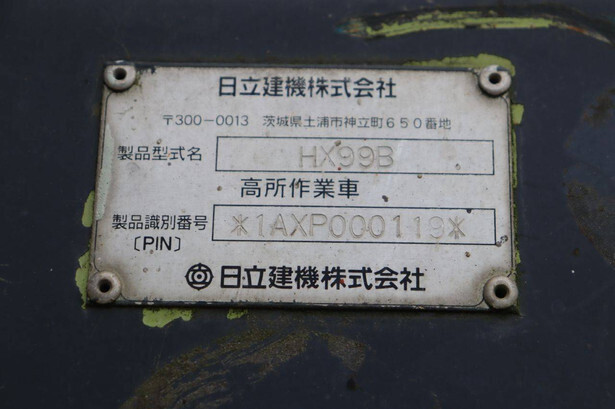 日立建機株式会社
〒300-0013 茨城県土浦市神立町650番地
製品型式名 HX99B
高所作業車
製品識別番号 *1AXP000119*
〔PIN〕
日立建機株式会社